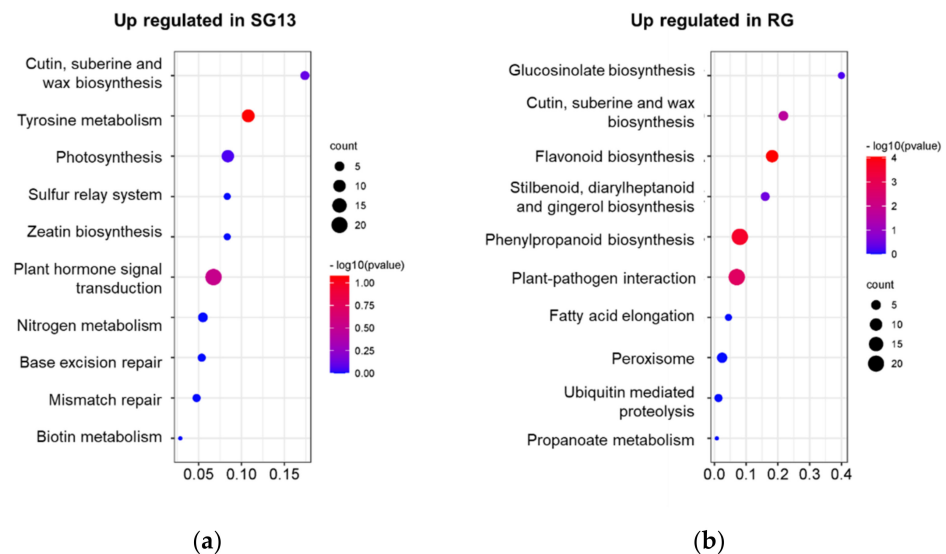 Up regulated in SG13
Cutin, suberine and
wax biosynthesis
Tyrosine metabolism
Photosynthesis
Sulfur relay system
Zeatin biosynthesis
Plant hormone signal
transduction
Nitrogen metabolism
Base excision repair
Mismatch repair
Biotin metabolism
0.05 0.10 0.15
count
5
10
15
20
- log10(pvalue)
1.00
0.75
0.50
0.25
0.00
(a)
Up regulated in RG
Glucosinolate biosynthesis
Cutin, suberine and wax
biosynthesis
Flavonoid biosynthesis
Stilbenoid, diarylheptanoid
and gingerol biosynthesis
Phenylpropanoid biosynthesis
Plant-pathogen interaction
Fatty acid elongation
Peroxisome
Ubiquitin mediated
proteolysis
Propanoate metabolism
0.0 0.1 0.2 0.3 0.4
- log10(pvalue)
4
3
2
1
0
count
5
10
15
20
(b)